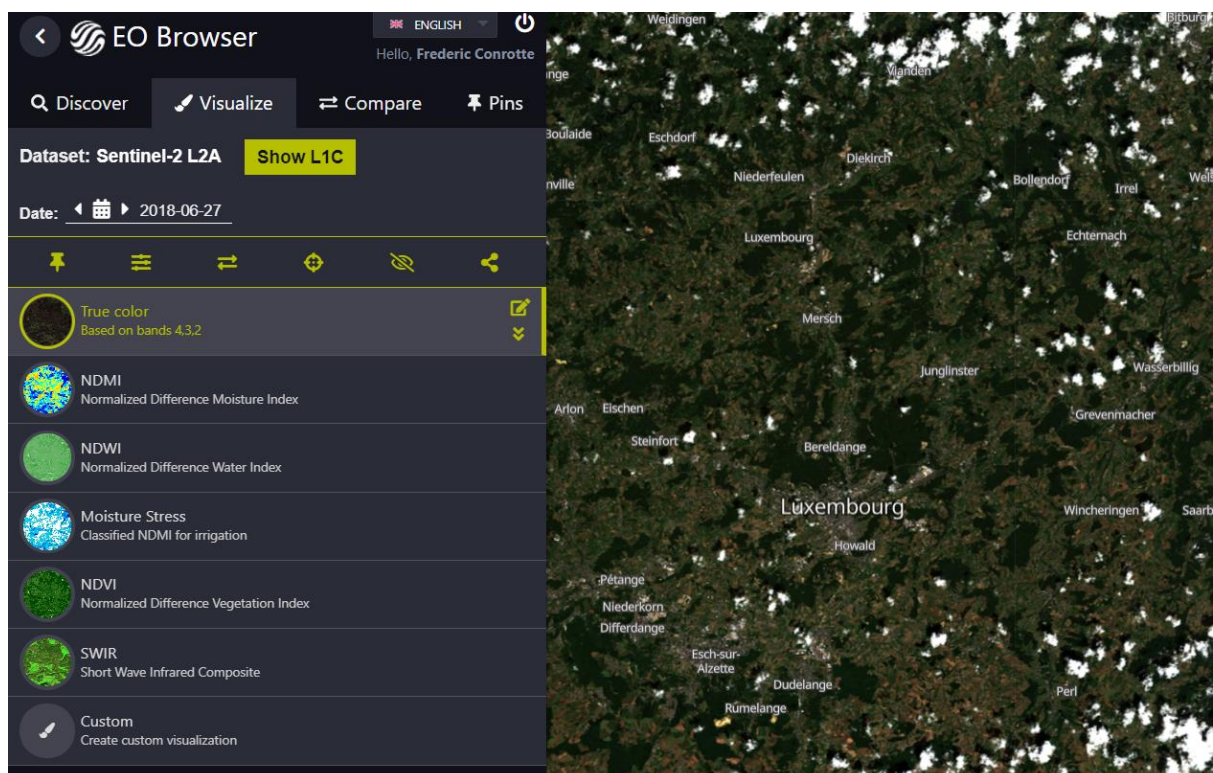 EO Browser
ENGLISH
Hello, Frederic Conrotte
Discover
Visualize
Compare
Pins
Dataset: Sentinel-2 L2A
Show L1C
Date: 2018-06-27
True color
Based on bands 4,3,2
NDMI
Normalized Difference Moisture Index
NDWI
Normalized Difference Water Index
Moisture Stress
Classified NDMI for irrigation
NDVI
Normalized Difference Vegetation Index
SWIR
Short Wave Infrared Composite
Custom
Create custom visualization
Weidingen
Bitburg
Vianden
Boulaide
Eschdorf
Diekirch
Niederfeulen
Bollendorf
Irrel
Luxembourg
Echternach
Mersch
Junglinster
Wasserbillig
Arlon
Eischen
Grevenmacher
Steinfort
Bereldange
Luxembourg
Wincheringen
Howald
Pétange
Niederkorn
Differdange
Esch-sur-
Alzette
Dudelange
Perl
Rumelange